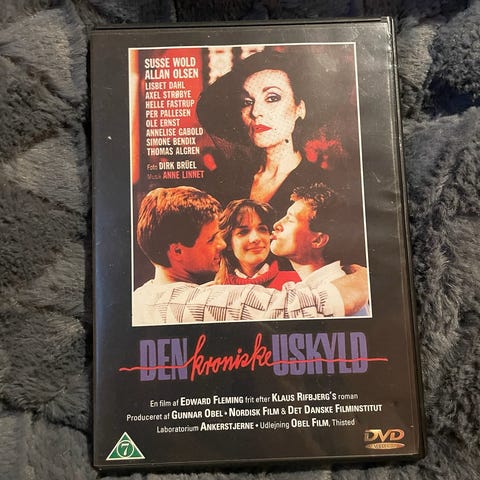 SUSSE WOLD
ALLAN OLSEN
LISBET DAHL
AXEL STRØBYE
HELLE FASTRUP
PER PALLESEN
OLE ERNST
ANNELISE GABOLD
SIMONE BENDIX
THOMAS ALGREN
Foto DIRK BRÜEL
Musik ANNE LINNET
DEN kroniske USKYLD
En film af EDWARD FLEMING frit efter KLAUS RIFBJERG's roman
Produceret af GUNNAR OBEL • NORDISK FILM & DET DANSKE FILMINSTITUT
Laboratorium ANKERSTJERNE • Udlejning OBEL FILM, Thisted
7
DVD
VIDEO